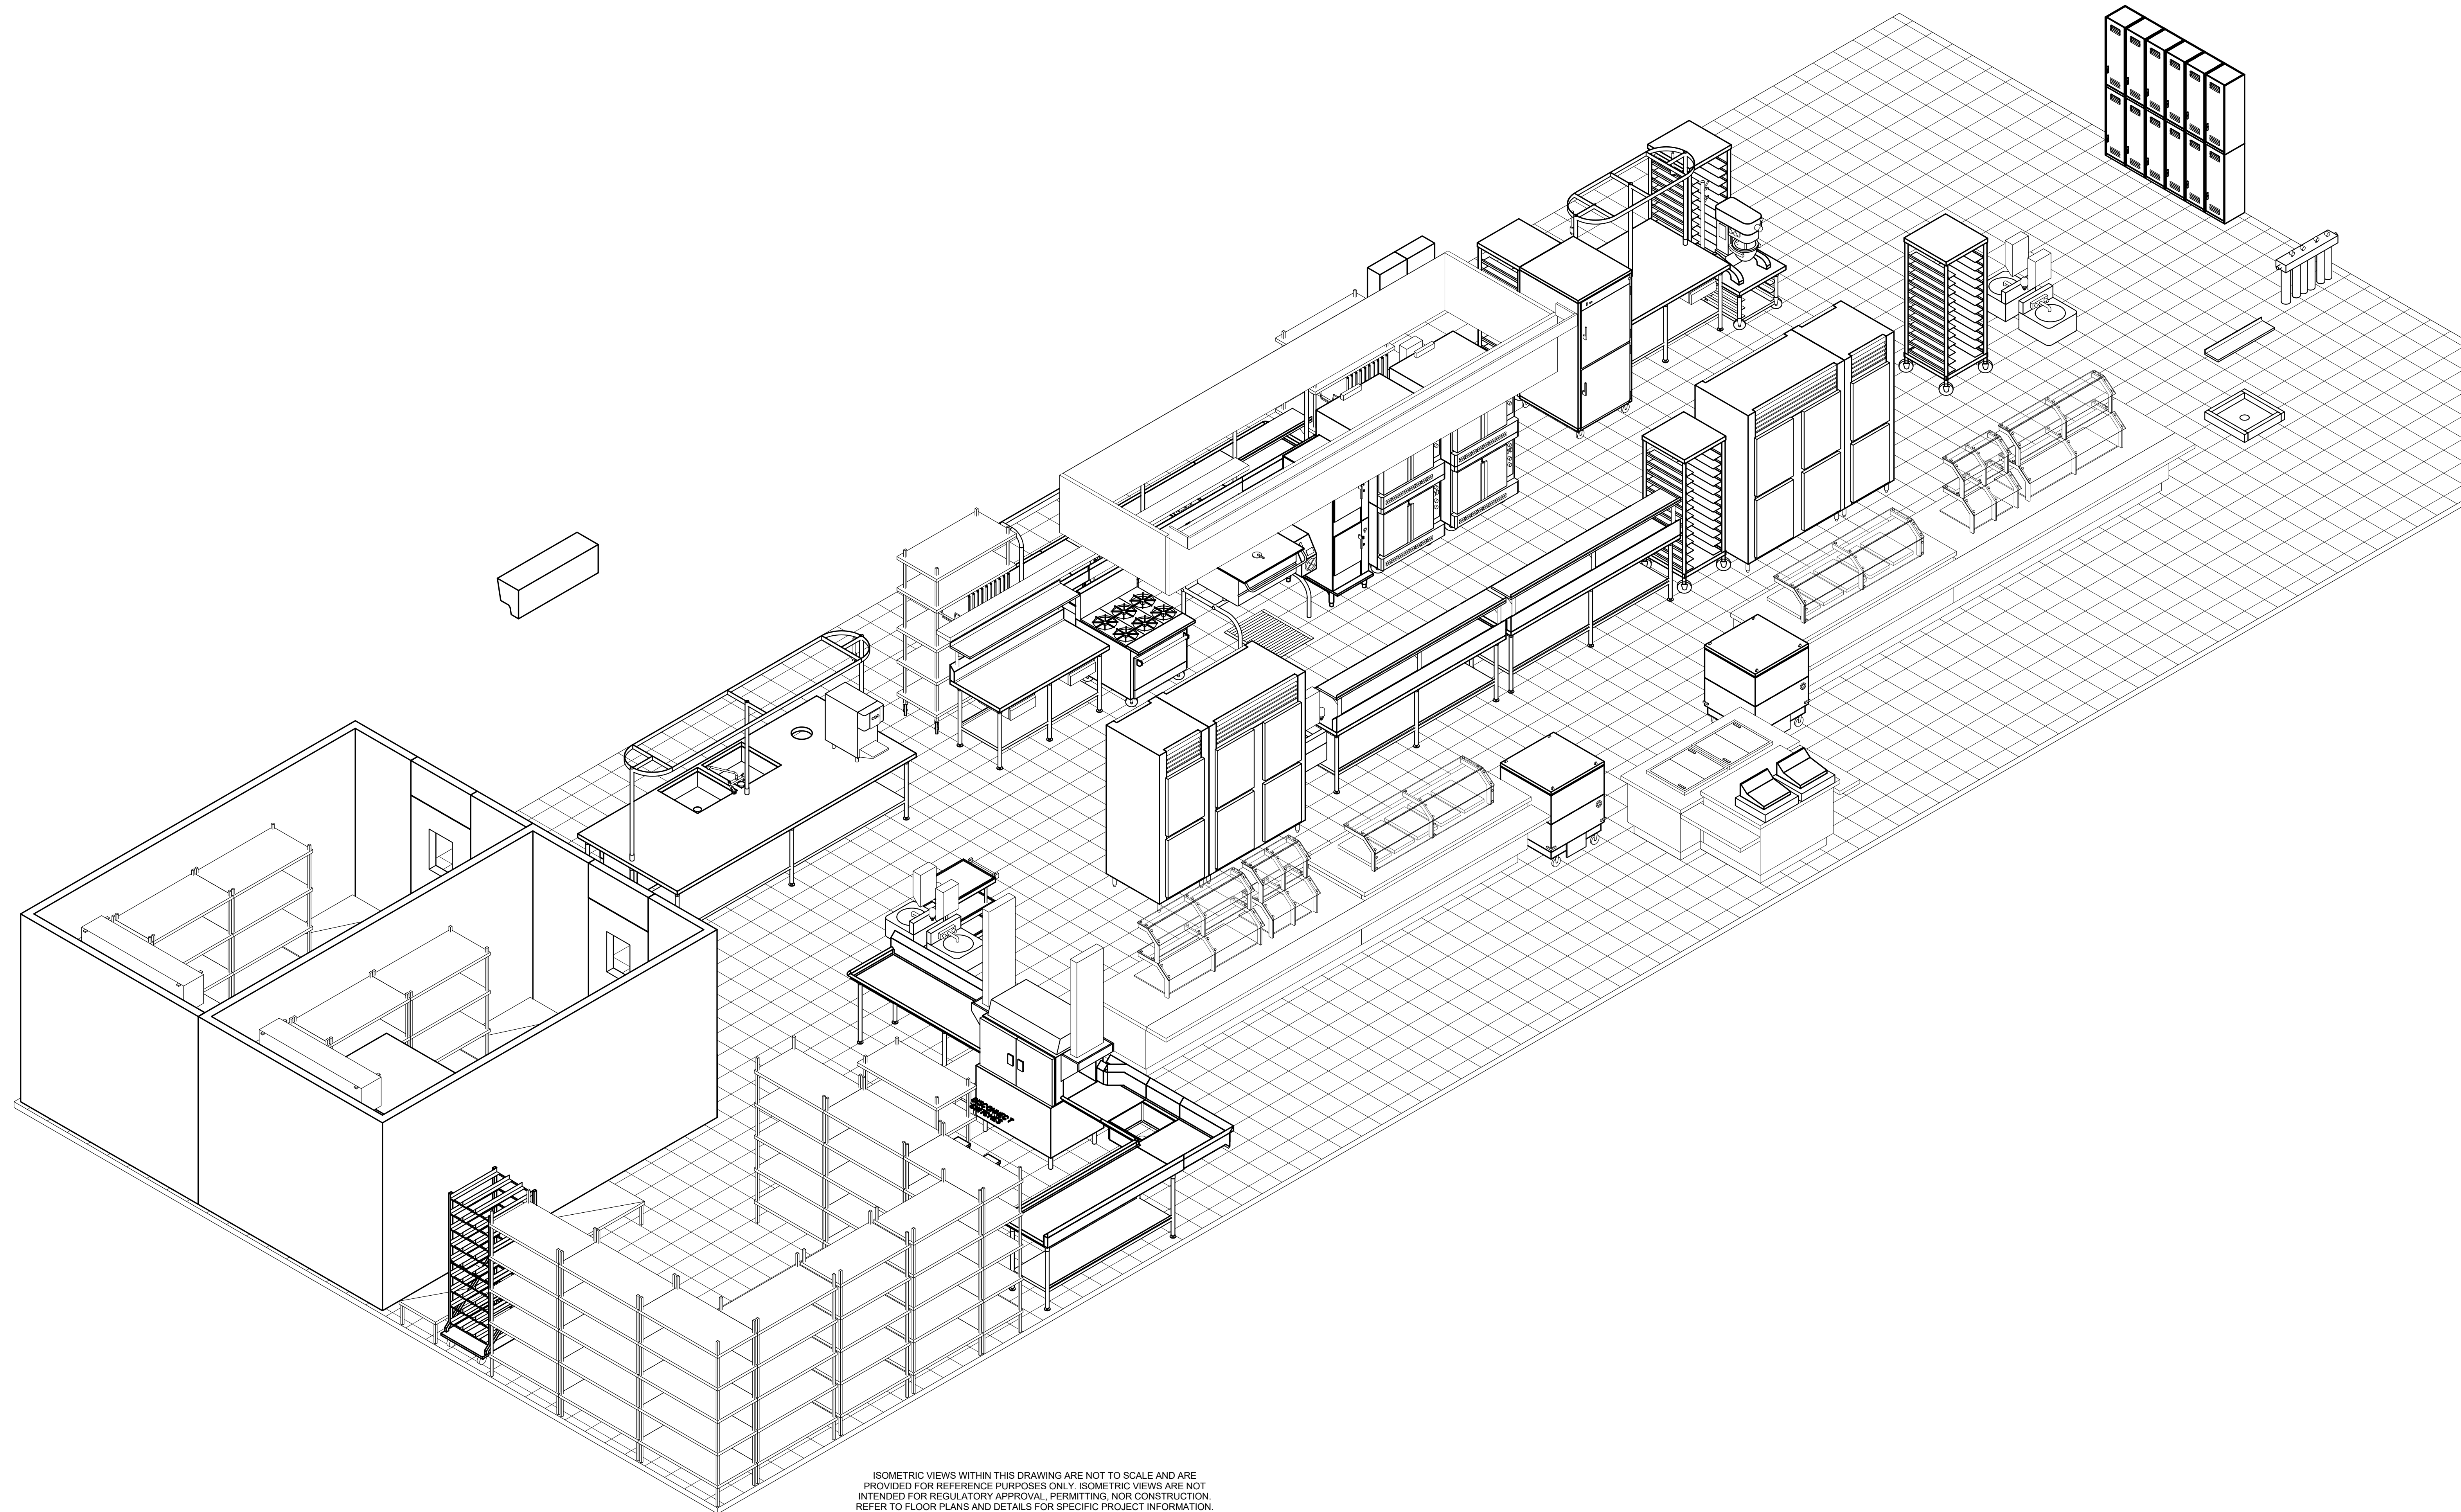 ISOMETRIC VIEWS WITHIN THIS DRAWING ARE NOT TO SCALE AND ARE
PROVIDED FOR REFERENCE PURPOSES ONLY. ISOMETRIC VIEWS ARE NOT
INTENDED FOR REGULATORY APPROVAL, PERMITTING, NOR CONSTRUCTION.
REFER TO FLOOR PLANS AND DETAILS FOR SPECIFIC PROJECT INFORMATION.